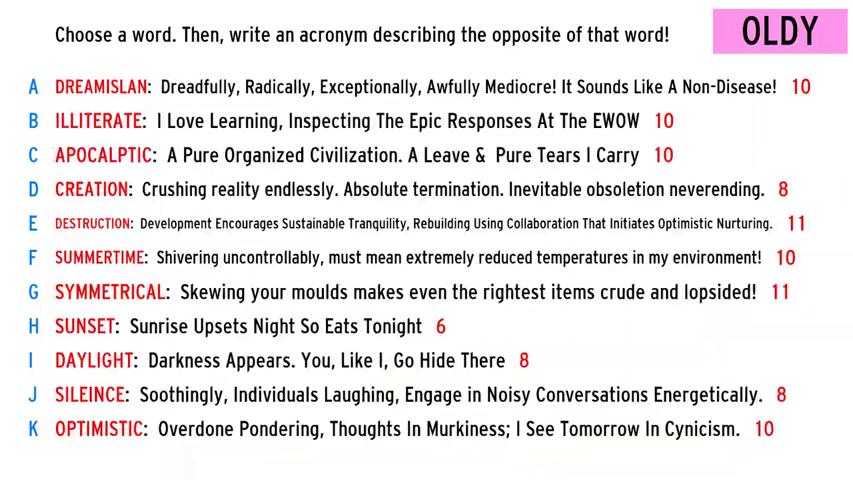 Choose a word. Then, write an acronym describing the opposite of that word!
OLDY
A DREAMISLAN: Dreadfully, Radically, Exceptionally, Awfully Mediocre! It Sounds Like A Non-Disease! 10
B ILLITERATE: I Love Learning, Inspecting The Epic Responses At The EWOW 10
C APOCALPTIC: A Pure Organized Civilization. A Leave & Pure Tears I Carry 10
D CREATION: Crushing reality endlessly. Absolute termination. Inevitable obsoletion neverending. 8
E DESTRUCTION: Development Encourages Sustainable Tranquility, Rebuilding Using Collaboration That Initiates Optimistic Nurturing. 11
F SUMMERTIME: Shivering uncontrollably, must mean extremely reduced temperatures in my environment! 10
G SYMMETRICAL: Skewing your moulds makes even the rightest items crude and lopsided! 11
H SUNSET: Sunrise Upsets Night So Eats Tonight 6
I DAYLIGHT: Darkness Appears. You, Like I, Go Hide There 8
J SILEINCE: Soothingly, Individuals Laughing, Engage in Noisy Conversations Energetically. 8
K OPTIMISTIC: Overdone Pondering, Thoughts In Murkiness; I See Tomorrow In Cynicism. 10